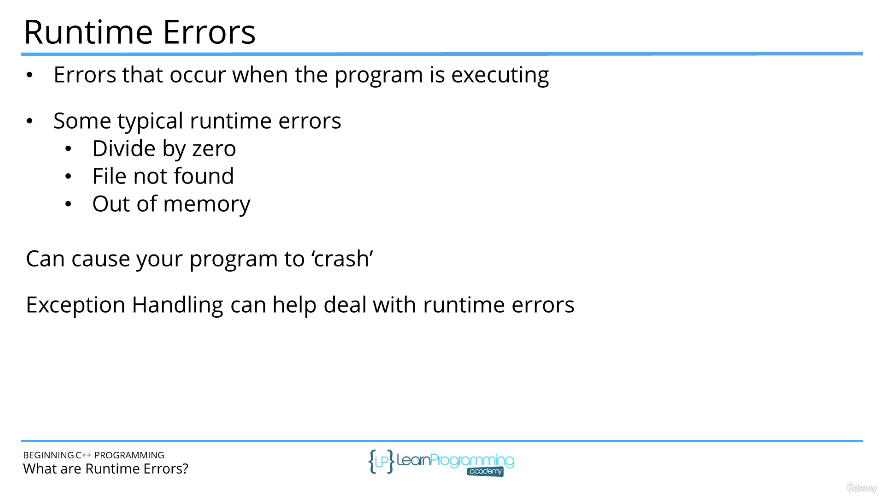 Runtime Errors
• Errors that occur when the program is executing
• Some typical runtime errors
• Divide by zero
• File not found
• Out of memory
Can cause your program to ‘crash’
Exception Handling can help deal with runtime errors
BEGINNING C++ PROGRAMMING
What are Runtime Errors?
{LP} LearnProgramming
academy
Udemy